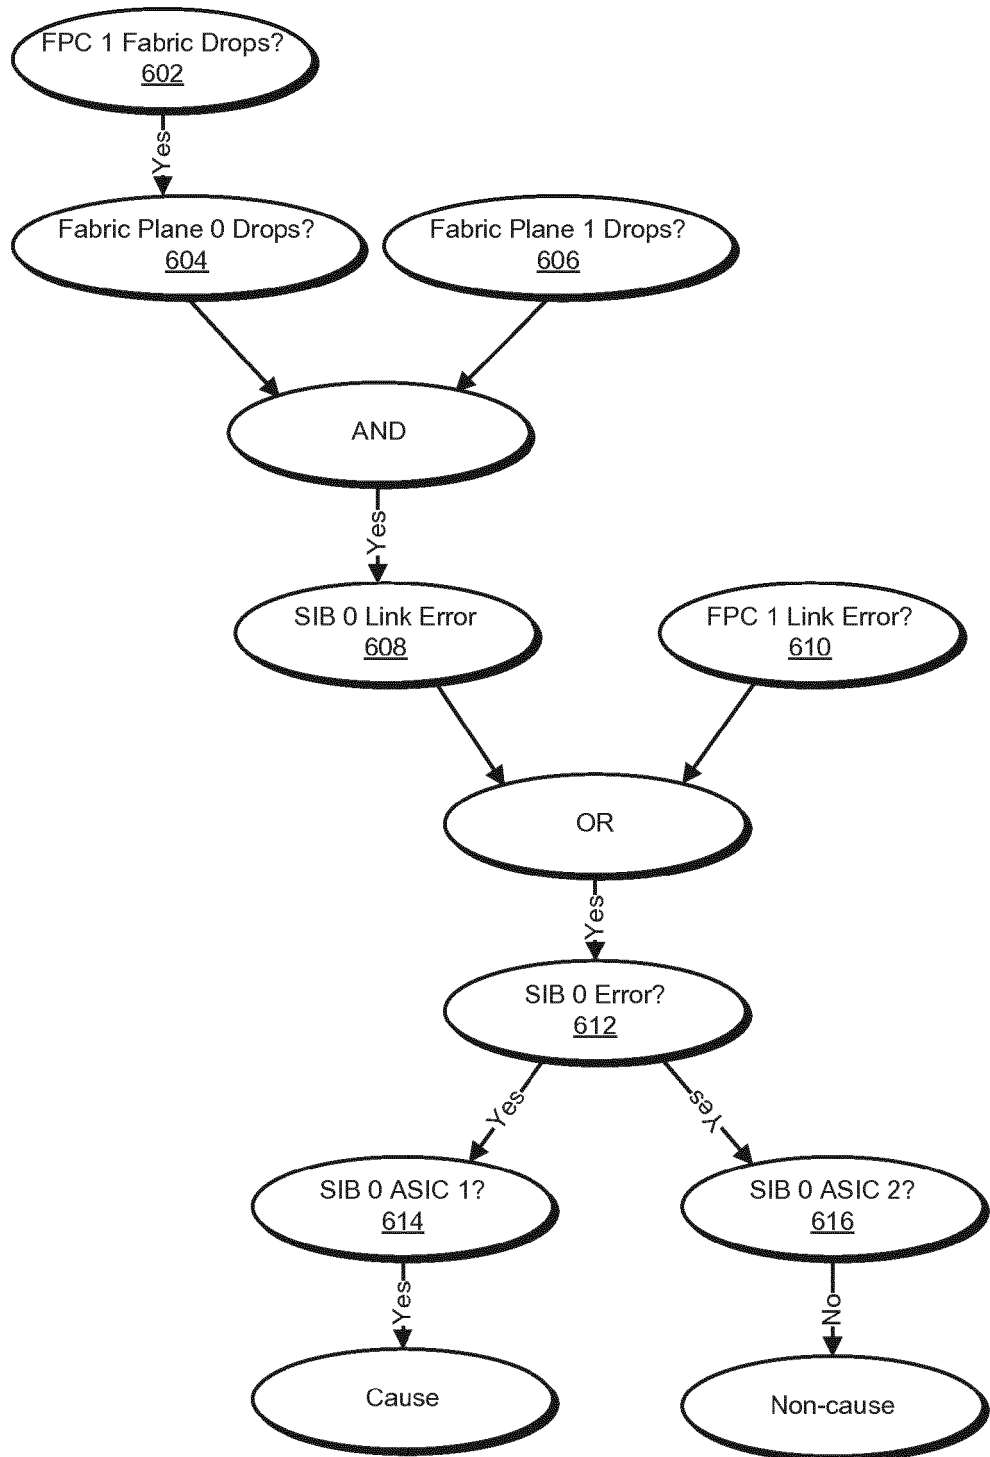 FPC 1 Fabric Drops?
602
Yes
Fabric Plane 0 Drops?
604
Fabric Plane 1 Drops?
606
AND
Yes
SIB 0 Link Error
608
FPC 1 Link Error?
610
OR
Yes
SIB 0 Error?
612
Yes
Yes
SIB 0 ASIC 1?
614
SIB 0 ASIC 2?
616
Yes
No
Cause
Non-cause